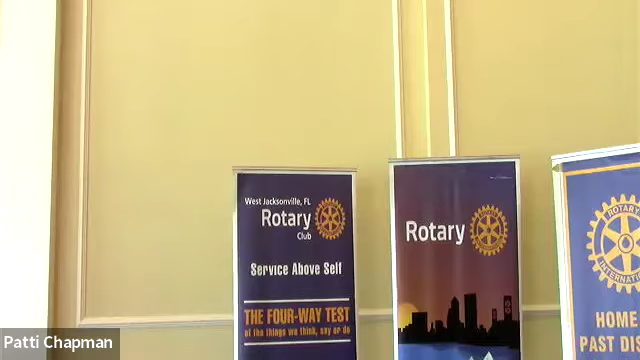 West Jacksonville, FL
Rotary
Club
Service Above Self
THE FOUR-WAY TEST
of the things we think, say or do
Rotary
ROTARY
INTERNATIONAL
HOME
PAST DIS
Patti Chapman